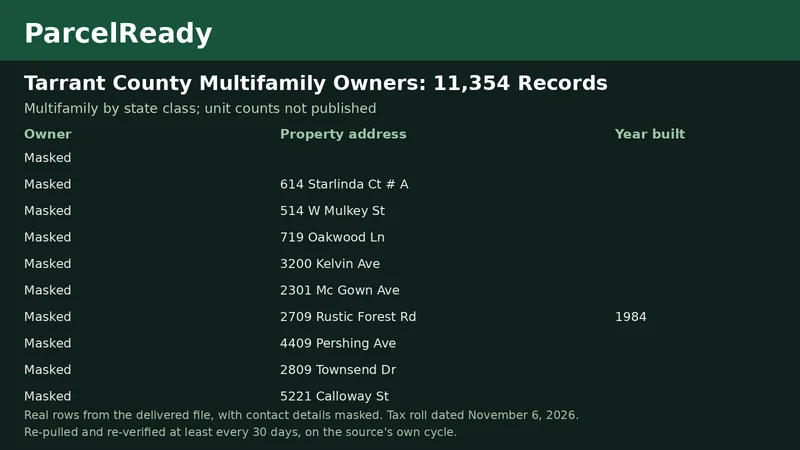 ParcelReady
Tarrant County Multifamily Owners: 11,354 Records
Multifamily by state class; unit counts not published
Owner Property address Year built
Masked
Masked 614 Starlinda Ct # A
Masked 514 W Mulkey St
Masked 719 Oakwood Ln
Masked 3200 Kelvin Ave
Masked 2301 Mc Gown Ave
Masked 2709 Rustic Forest Rd 1984
Masked 4409 Pershing Ave
Masked 2809 Townsend Dr
Masked 5221 Calloway St
Real rows from the delivered file, with contact details masked. Tax roll dated November 6, 2026.
Re-pulled and re-verified at least every 30 days, on the source's own cycle.